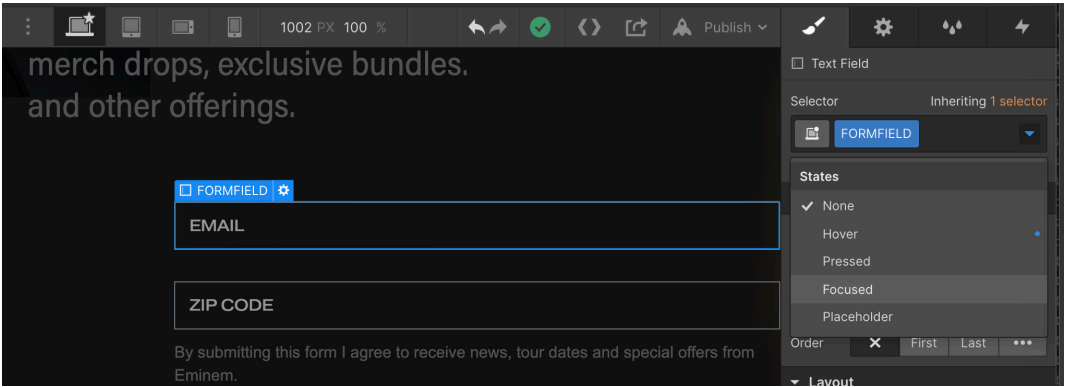 1002 PX 100 %
Publish
merch drops, exclusive bundles.
and other offerings.
FORMFIELD
EMAIL
ZIP CODE
By submitting this form I agree to receive news, tour dates and special offers from
Eminem.
Text Field
Selector Inheriting 1 selector
FORMFIELD
States
None
Hover
Pressed
Focused
Placeholder
Order First Last
Layout